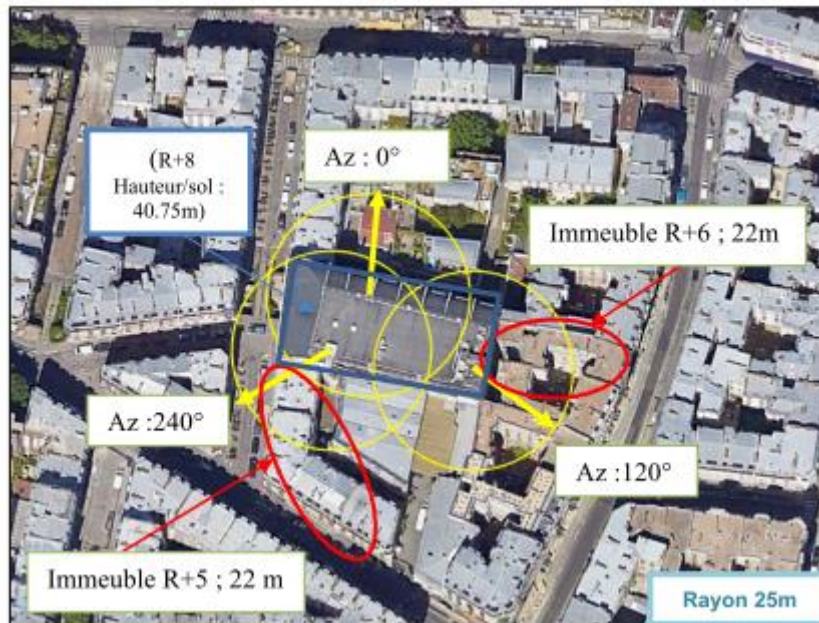 (R+8
Hauteur/sol :
40.75m)
Az : 0°
Immeuble R+6 ; 22m
Az :240°
Az :120°
Immeuble R+5 ; 22 m
Rayon 25m